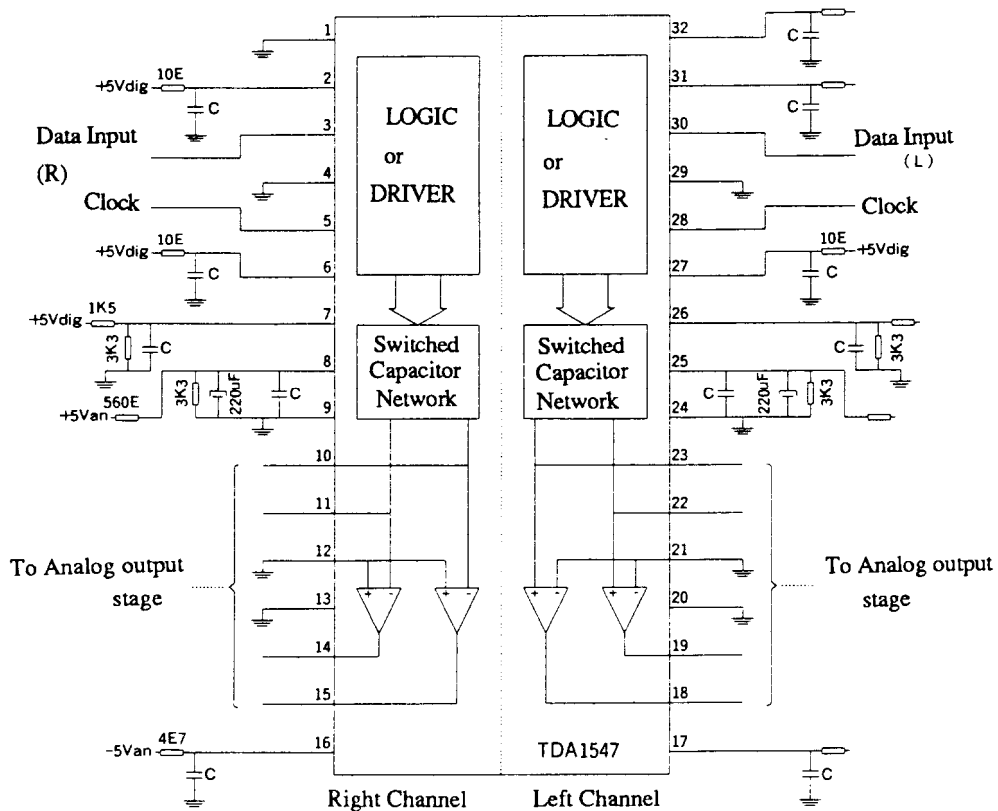 1
32
C
10E
2
31
+5Vdig
C
C
Data Input
(R)
3
30
Data Input
(L)
LOGIC
or
DRIVER
LOGIC
or
DRIVER
4
29
Clock
5
28
Clock
10E
+5Vdig
6
C
27
10E
+5Vdig
C
1K5
+5Vdig
7
26
3K3
C
C
3K3
Switched
Capacitor
Network
Switched
Capacitor
Network
8
25
560E
+5Van
3K3
220uF
C
C
220uF
3K3
9
24
10
23
11
22
12
21
To Analog output
stage
To Analog output
stage
+ -
+ -
+ -
+ -
13
20
14
19
15
18
4E7
-5Van
16
C
TDA1547
17
C
Right Channel
Left Channel